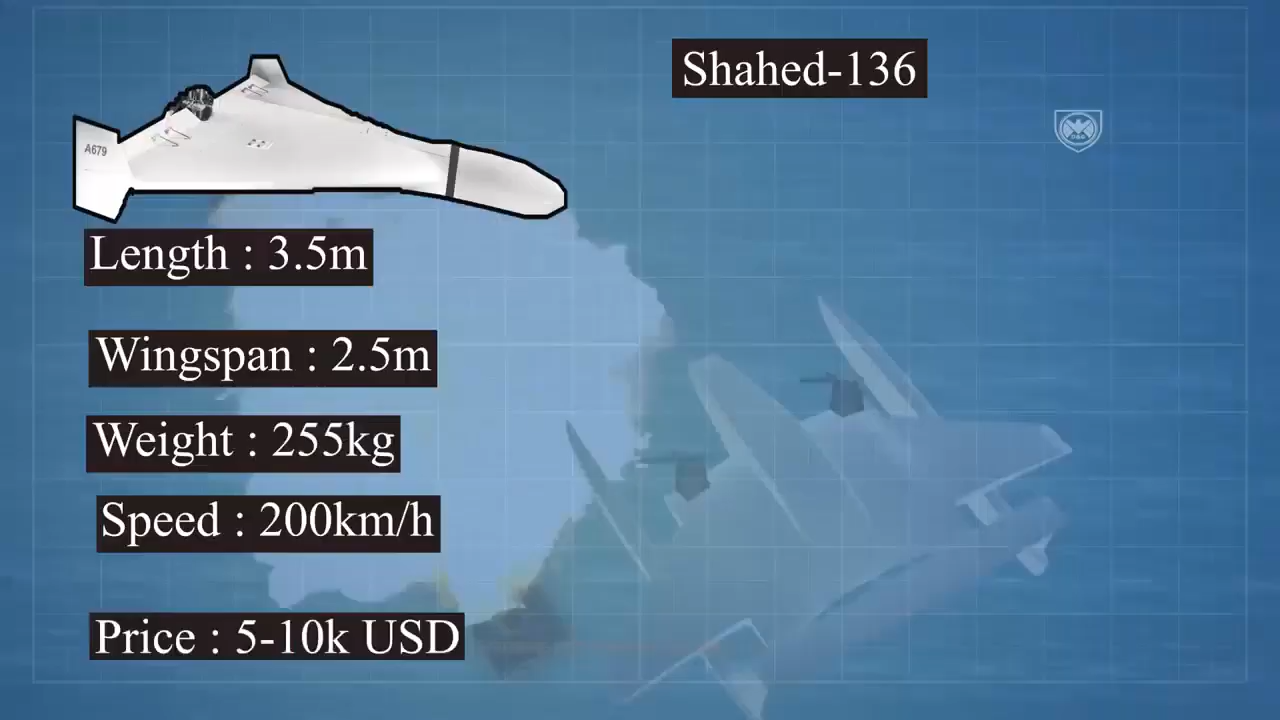 Shahed-136
A679
Length : 3.5m
Wingspan : 2.5m
Weight : 255kg
Speed : 200km/h
Price : 5-10k USD